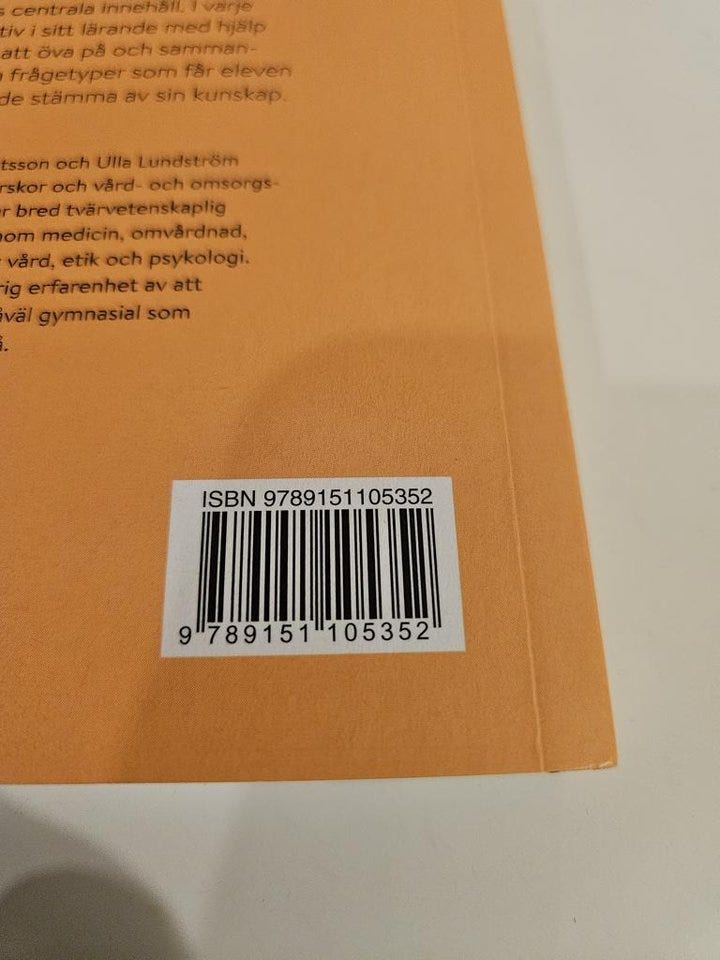 s centrala innehåll. I varje
tiv i sitt lärande med hjälp
att öva på och samman-
frågetyper som får eleven
de stämma av sin kunskap.
tsson och Ulla Lundström
rskor och vård- och omsorgs-
r bred tvärvetenskaplig
nom medicin, omvårdnad,
vård, etik och psykologi.
rig erfarenhet av att
åväl gymnasial som
å.
ISBN 9789151105352
9 789151 105352